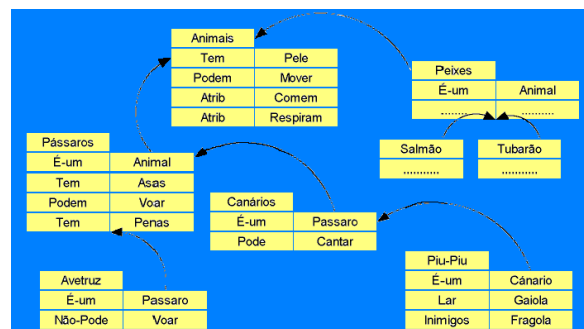 Animais
Tem Pele
Podem Mover
Atrib Comem
Atrib Respiram
Peixes
É-um Animal
......... ..........
Salmão
...........
Tubarão
...........
Pássaros
É-um Animal
Tem Asas
Podem Voar
Tem Penas
Canários
É-um Passaro
Pode Cantar
Avetruz
É-um Passaro
Não-Pode Voar
Piu-Piu
É-um Cánario
Lar Gaiola
Inimigos Fragola